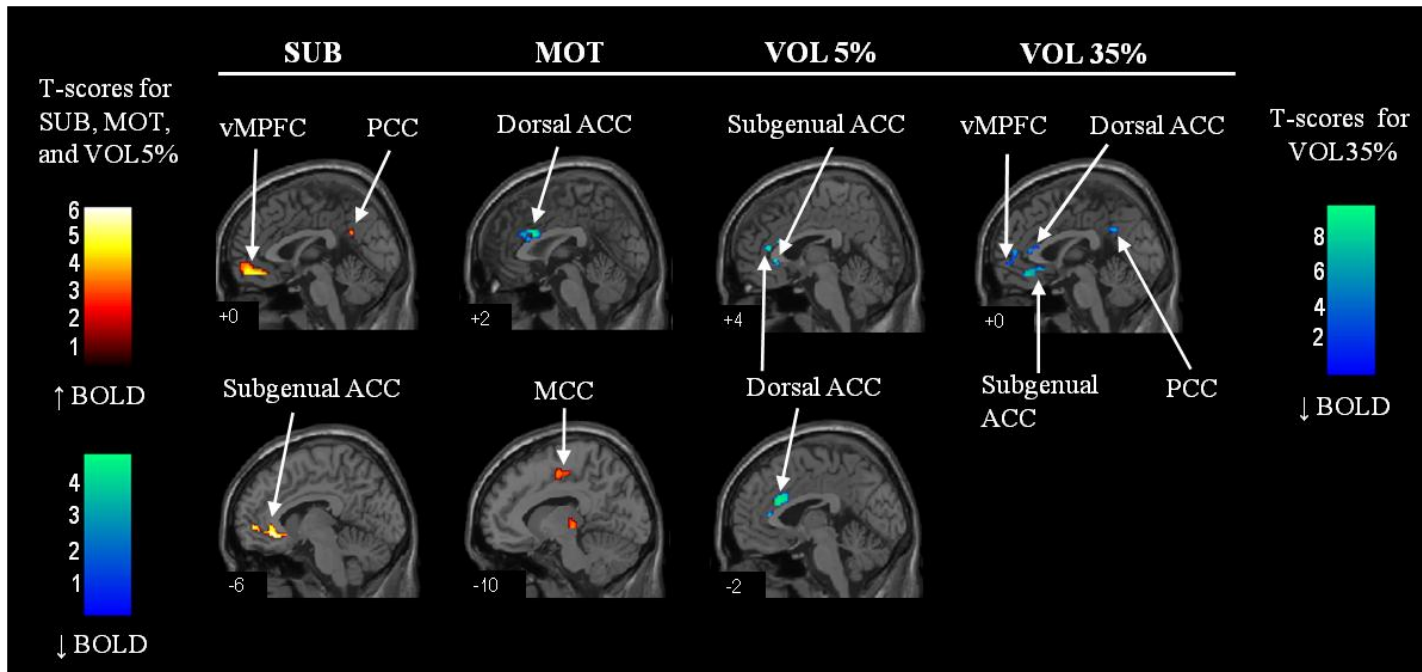 SUB MOT VOL 5% VOL 35%
T-scores for
SUB, MOT,
and VOL5%
6
5
4
3
2
1
↑ BOLD
4
3
2
1
↓ BOLD
vMPFC PCC Dorsal ACC Subgenual ACC vMPFC Dorsal ACC
+0 +2 +4 +0
Subgenual ACC MCC Dorsal ACC Subgenual
ACC
PCC
-6 -10 -2
T-scores for
VOL35%
8
6
4
2
↓ BOLD